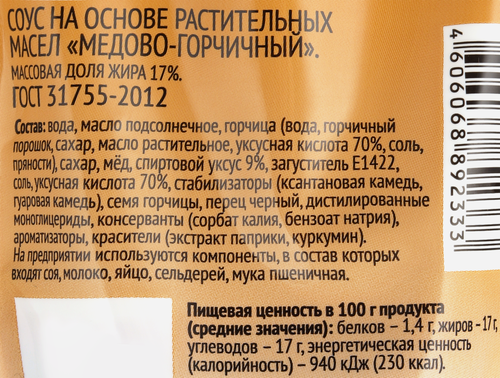 СОУС НА ОСНОВЕ РАСТИТЕЛЬНЫХ
МАСЕЛ «МЕДОВО-ГОРЧИЧНЫЙ».
МАССОВАЯ ДОЛЯ ЖИРА 17%.
ГОСТ 31755-2012
Состав: вода, масло подсолнечное, горчица (вода, горчичный
порошок, сахар, масло растительное, уксусная кислота 70%, соль,
пряности), сахар, мёд, спиртовой уксус 9%, загуститель Е1422,
соль, уксусная кислота 70%, стабилизаторы (ксантановая камедь,
гуаровая камедь), семя горчицы, перец черный, дистилированные
моноглицериды, консерванты (сорбат калия, бензоат натрия),
ароматизаторы, красители (экстракт паприки, куркумин).
На предприятии используются компоненты, в состав которых
входят соя, молоко, яйцо, сельдерей, мука пшеничная.
Пищевая ценность в 100 г продукта
(средние значения): белков – 1,4 г, жиров - 17 г,
углеводов – 17 г, энергетическая ценность
(калорийность) – 940 кДж (230 ккал).
4606068892333